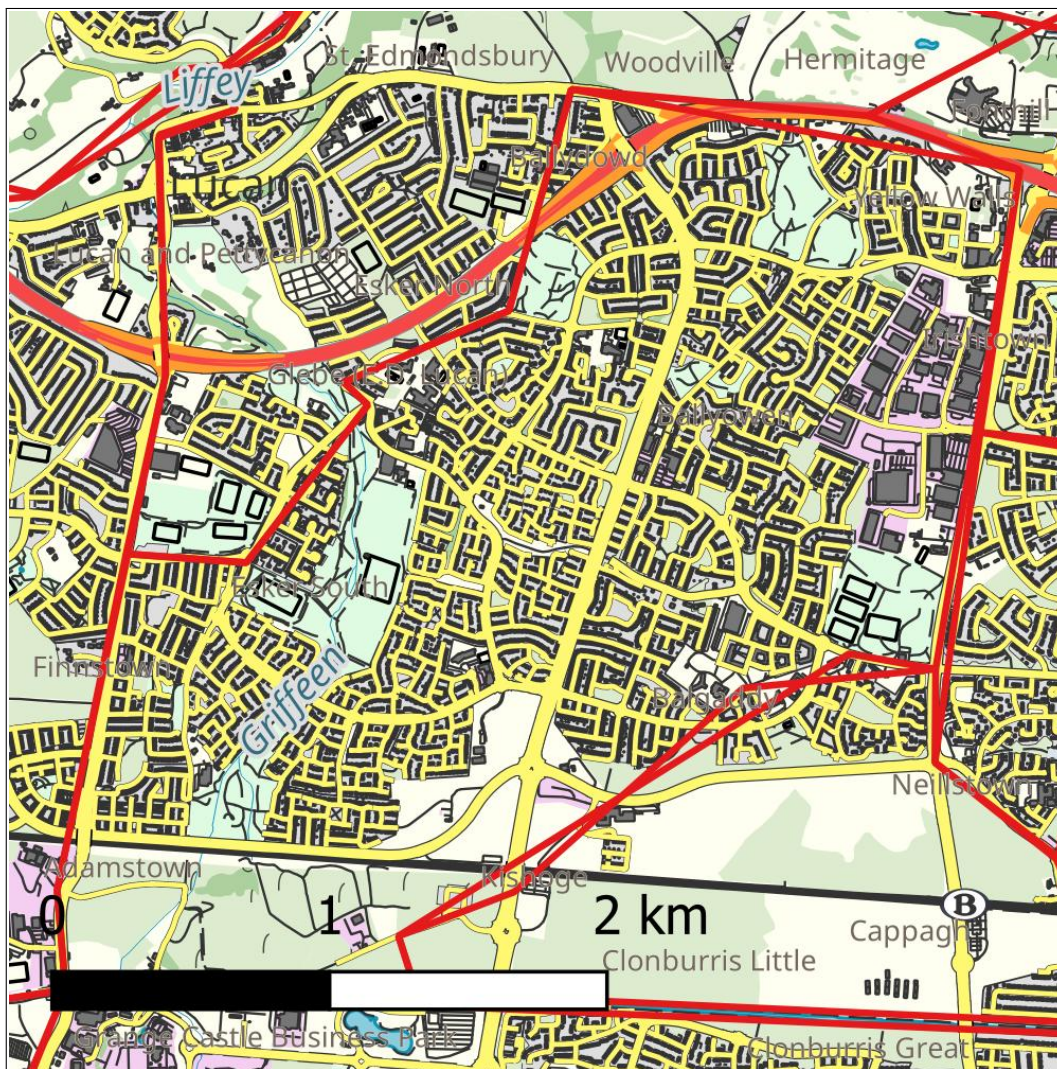 St. Edmondsbury
Woodville
Hermitage
Liffey
Fonthill
Ballydowd
Lucan
Yellow Walls
Lucan and Pettycanon
Esker North
Irishtown
Glebe (E.D. Lucan)
Ballyowen
Esker South
Finnstown
Balgaddy
Griffeen
Neillstown
Adamstown
Kishoge
0 1 2 km
B
Cappagh
Clonburris Little
Grange Castle Business Park
Clonburris Great